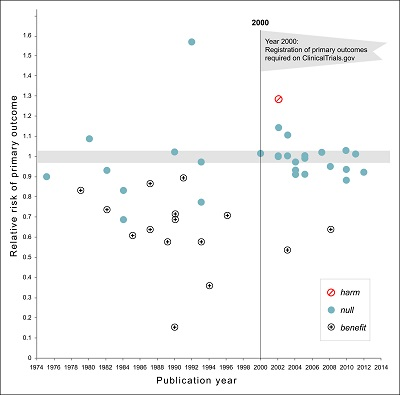 2000
Year 2000:
Registration of primary outcomes
required on ClinicalTrials.gov
Relative risk of primary outcome
1.6
1.5
1.4
1.3
1.2
1.1
1
0.9
0.8
0.7
0.6
0.5
0.4
0.3
0.2
0.1
0
harm
null
benefit
1974 1976 1978 1980 1982 1984 1986 1988 1990 1992 1994 1996 1998 2000 2002 2004 2006 2008 2010 2012 2014
Publication year